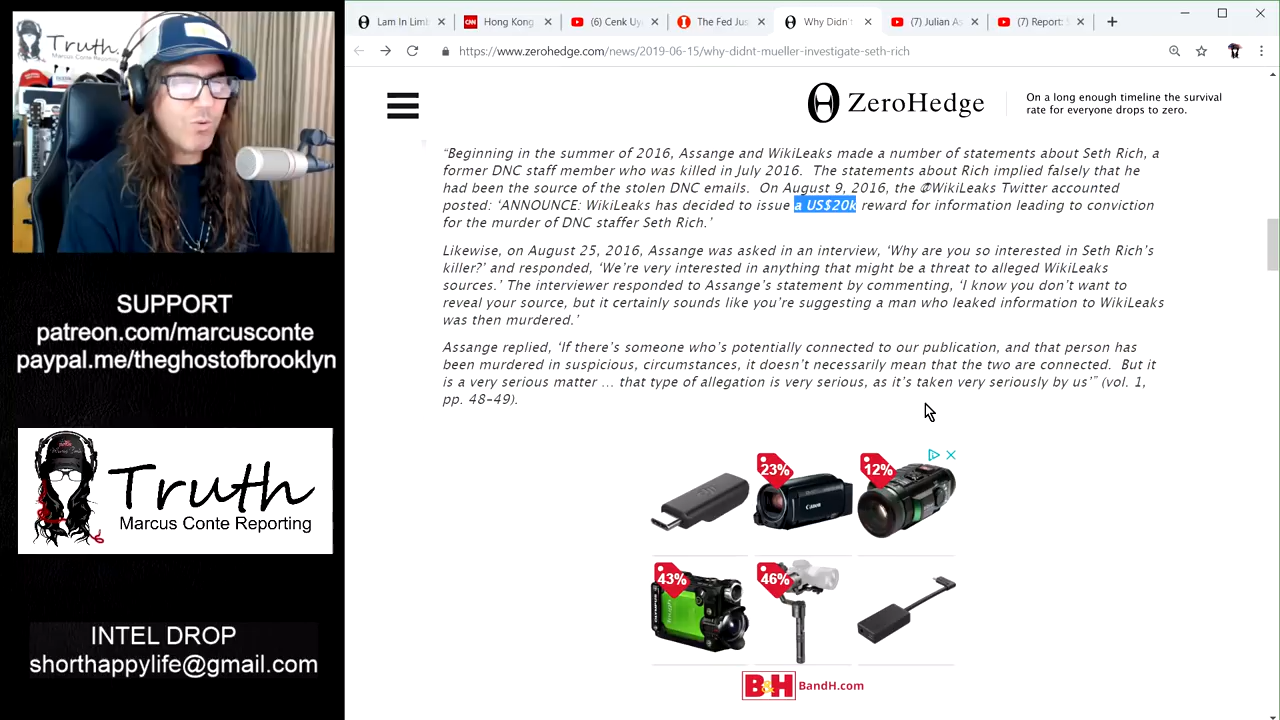 Truth.
Marcus Conte Reporting
SUPPORT
patreon.com/marcusconte
paypal.me/theghostofbrooklyn
Truth
Marcus Conte Reporting
INTEL DROP
shorthappylife@gmail.com
Lam In Limb
Hong Kong
(6) Cenk U
The Fed Jus
Why Didn'
(7) Julian As
(7) Report:
https://www.zerohedge.com/news/2019-06-15/why-didnt-mueller-investigate-seth-rich
ZeroHedge
On a long enough timeline the survival
rate for everyone drops to zero.
“Beginning in the summer of 2016, Assange and WikiLeaks made a number of statements about Seth Rich, a
former DNC staff member who was killed in July 2016. The statements about Rich implied falsely that he
had been the source of the stolen DNC emails. On August 9, 2016, the @WikiLeaks Twitter accounted
posted: ‘ANNOUNCE: WikiLeaks has decided to issue a US$20k reward for information leading to conviction
for the murder of DNC staffer Seth Rich.’
Likewise, on August 25, 2016, Assange was asked in an interview, ‘Why are you so interested in Seth Rich’s
killer?’ and responded, ‘We’re very interested in anything that might be a threat to alleged WikiLeaks
sources.’ The interviewer responded to Assange’s statement by commenting, ‘I know you don’t want to
reveal your source, but it certainly sounds like you’re suggesting a man who leaked information to WikiLeaks
was then murdered.’
Assange replied, ‘If there’s someone who’s potentially connected to our publication, and that person has
been murdered in suspicious, circumstances, it doesn’t necessarily mean that the two are connected. But it
is a very serious matter … that type of allegation is very serious, as it’s taken very seriously by us’” (vol. 1,
pp. 48-49).
23%
12%
43%
46%
B&H BandH.com